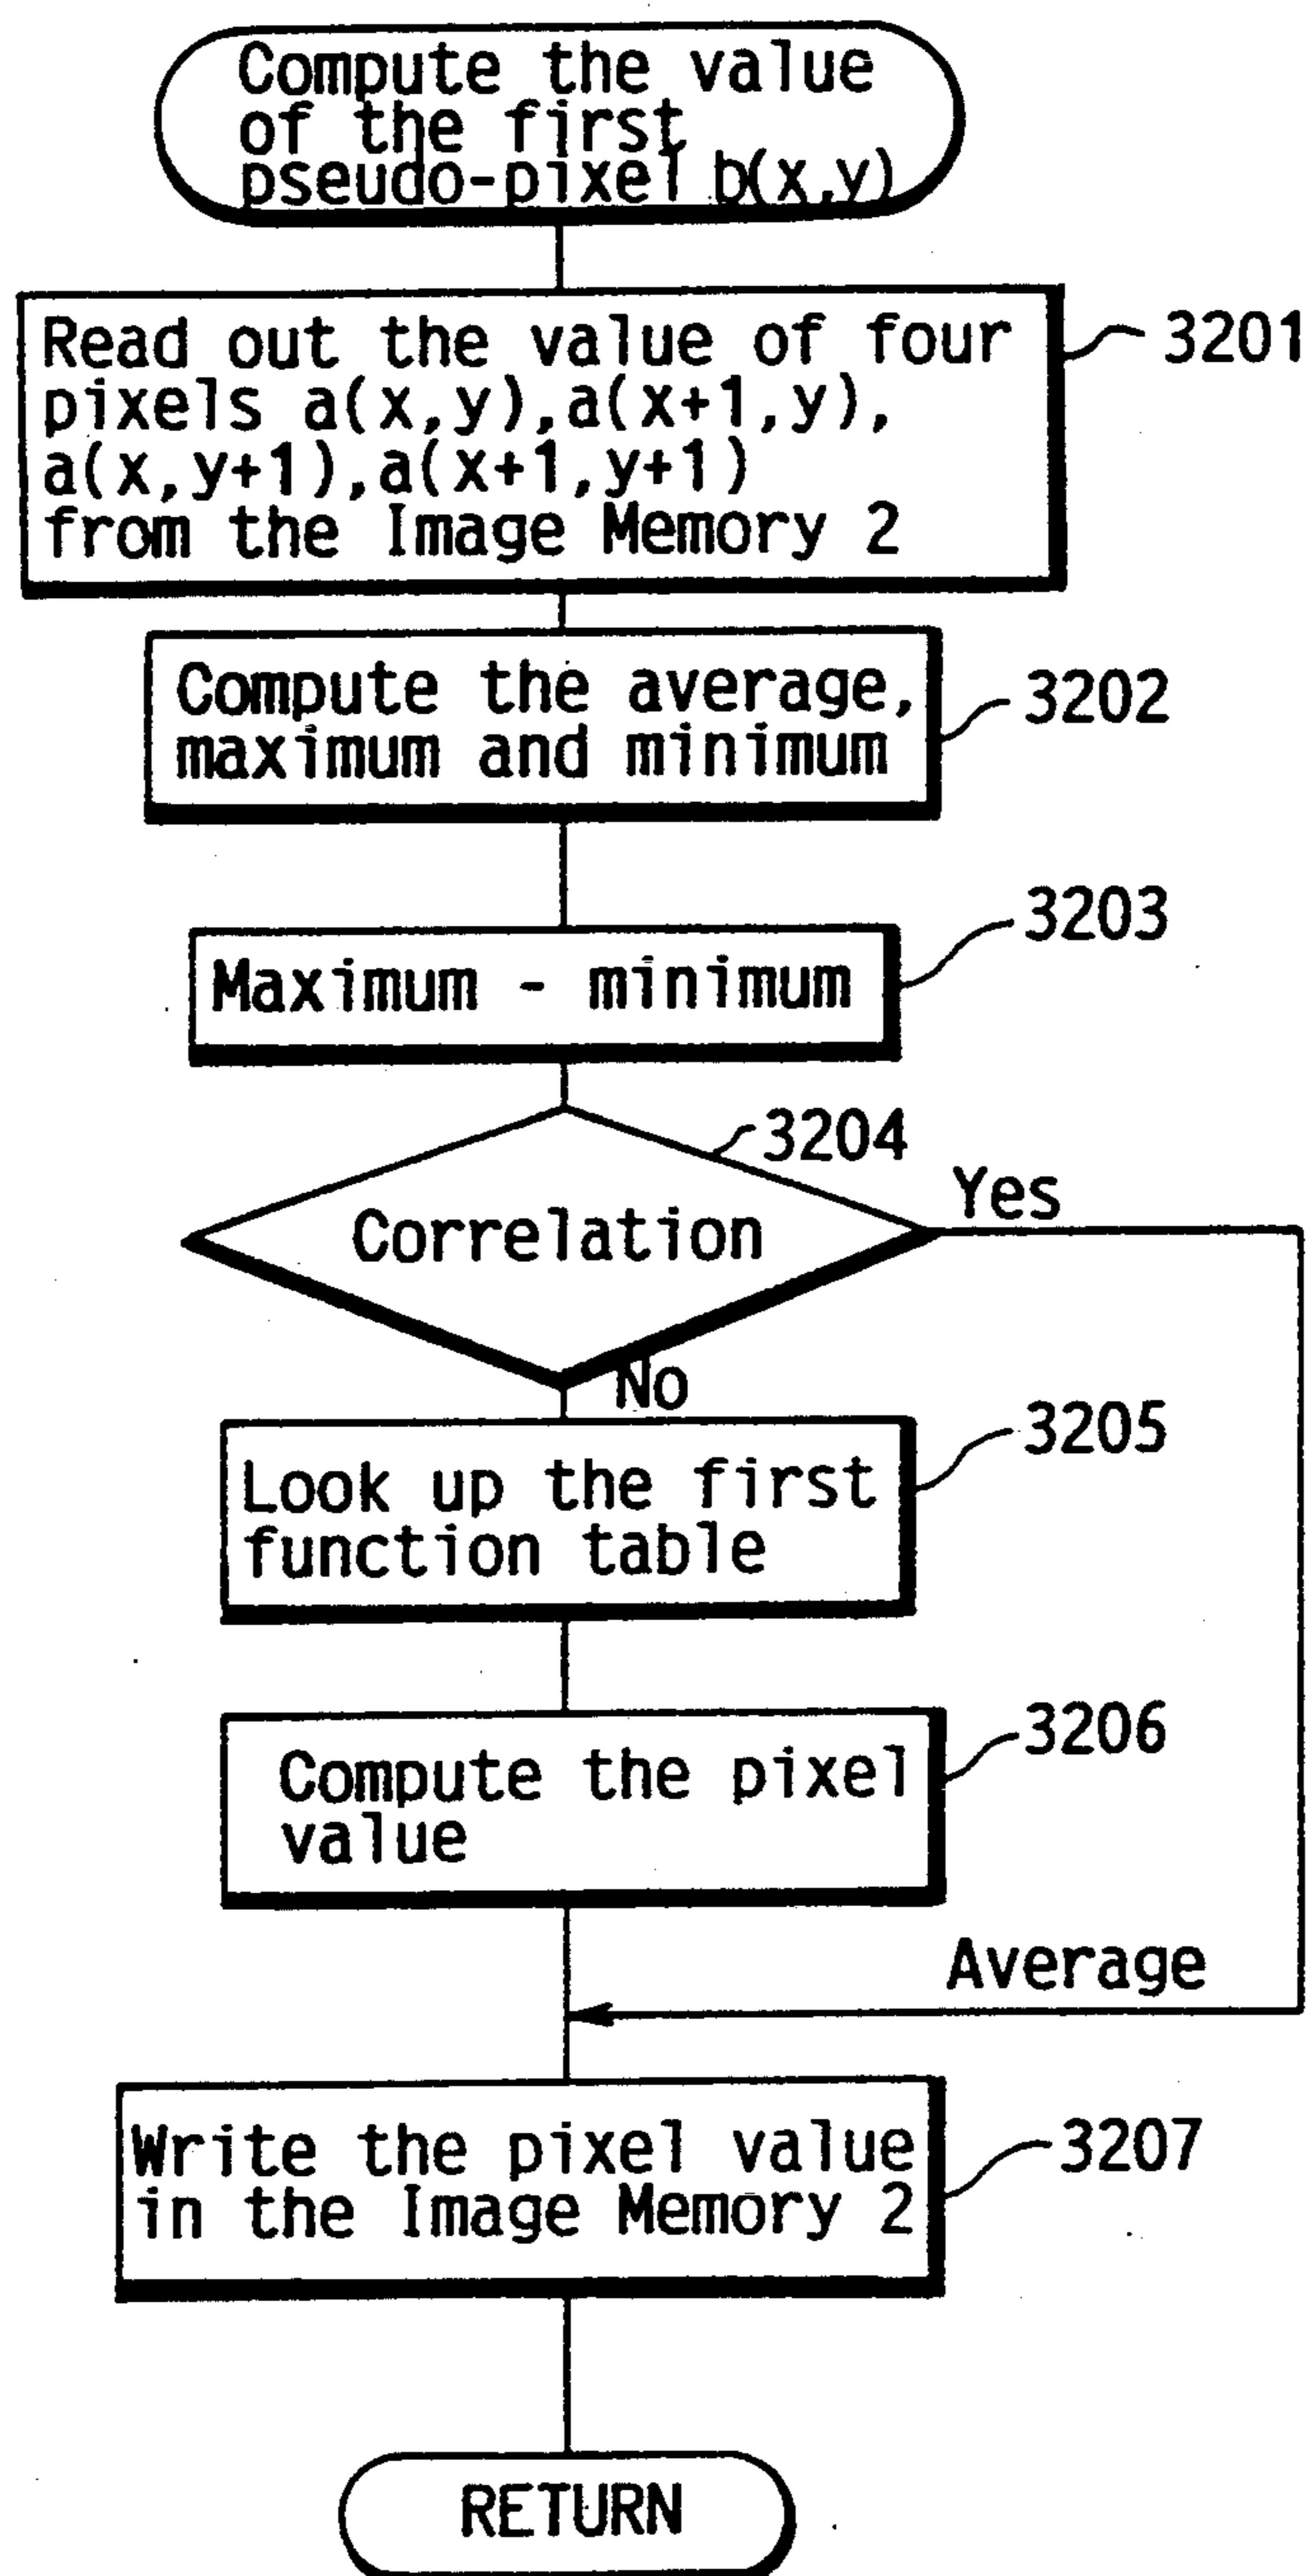 Compute the value
of the first
pseudo-pixel b(x,y)
Read out the value of four
pixels a(x,y),a(x+1,y),
a(x,y+1),a(x+1,y+1)
from the Image Memory 2
3201
Compute the average,
maximum and minimum
3202
Maximum - minimum
3203
3204
Correlation
Yes
No
Look up the first
function table
3205
Compute the pixel
value
3206
Average
Write the pixel value
in the Image Memory 2
3207
RETURN